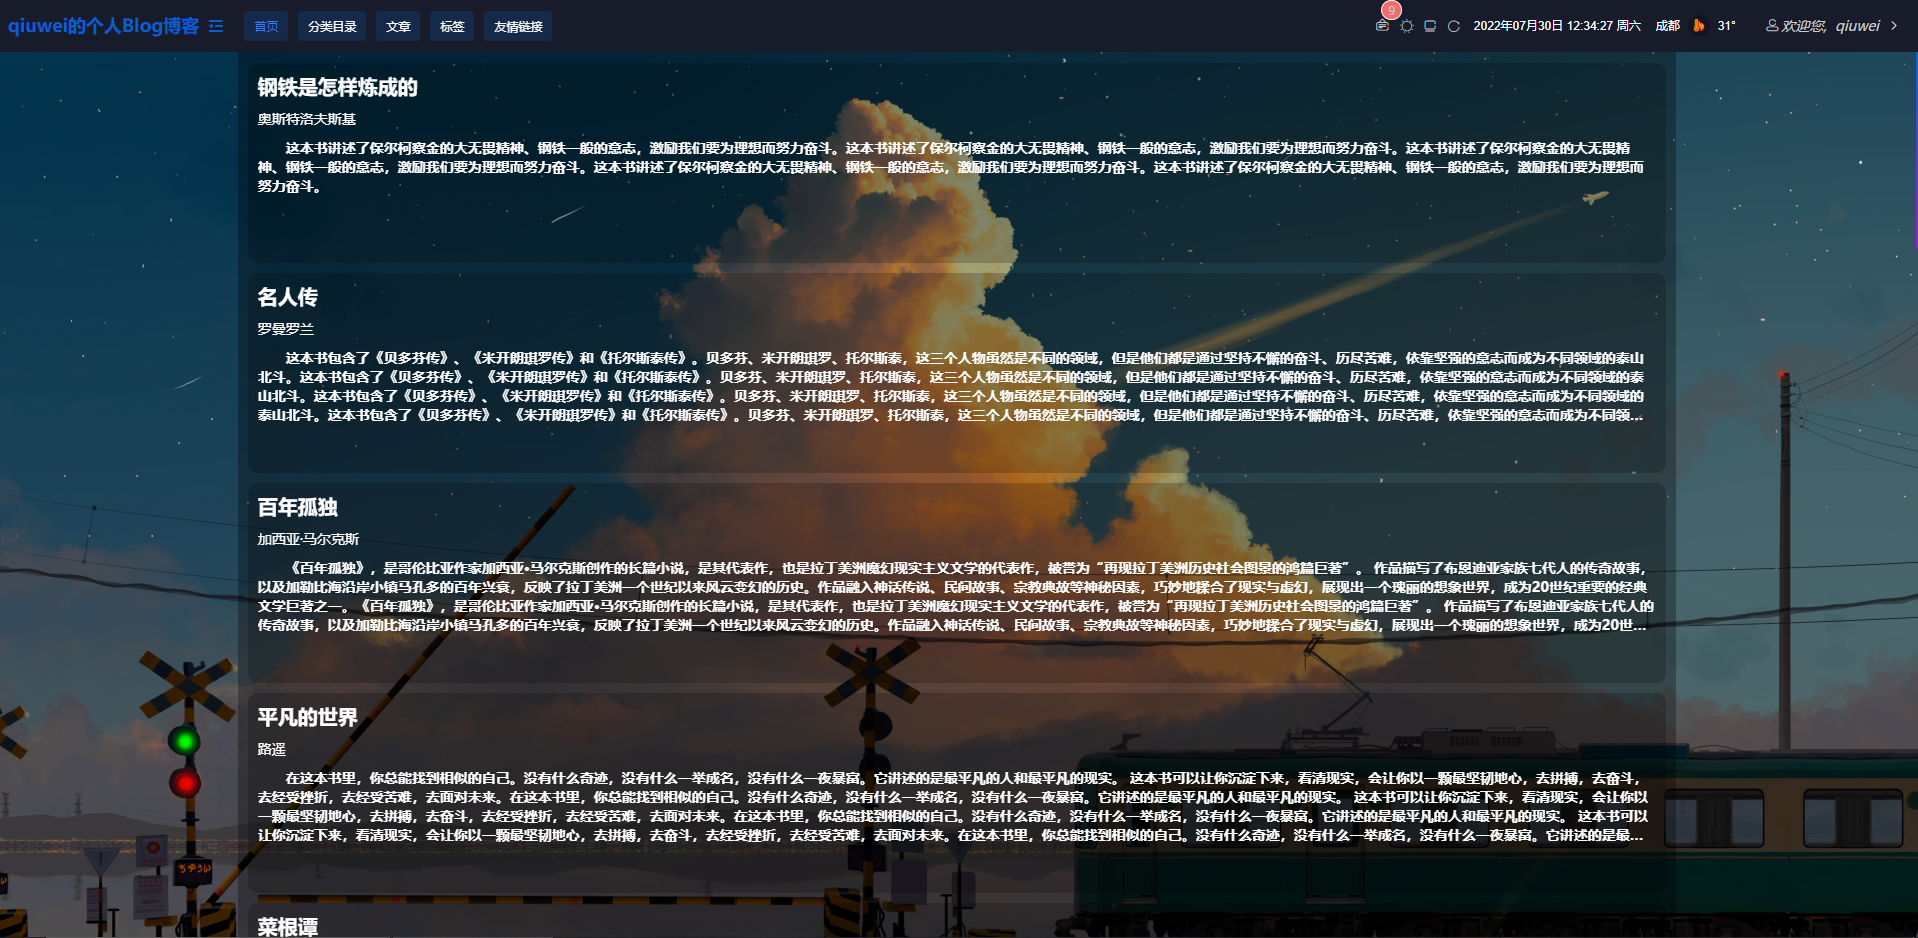 qiuwei的个人Blog博客
首页
分类目录
文章
标签
友情链接
9
2022年07月30日 12:34:27 周六
成都
31°
欢迎您, qiuwei
钢铁是怎样炼成的
奥斯特洛夫斯基
这本书讲述了保尔柯察金的大无畏精神、钢铁一般的意志，激励我们要为理想而努力奋斗。这本书讲述了保尔柯察金的大无畏精神、钢铁一般的意志，激励我们要为理想而努力奋斗。这本书讲述了保尔柯察金的大无畏精
神、钢铁一般的意志，激励我们要为理想而努力奋斗。这本书讲述了保尔柯察金的大无畏精神、钢铁一般的意志，激励我们要为理想而努力奋斗。这本书讲述了保尔柯察金的大无畏精神、钢铁一般的意志，激励我们要为理想而
努力奋斗。
名人传
罗曼罗兰
这本书包含了《贝多芬传》、《米开朗琪罗传》和《托尔斯泰传》。贝多芬、米开朗琪罗、托尔斯泰，这三个人物虽然是不同的领域，但是他们都是通过坚持不懈的奋斗、历尽苦难，依靠坚强的意志而成为不同领域的泰山
北斗。这本书包含了《贝多芬传》、《米开朗琪罗传》和《托尔斯泰传》。贝多芬、米开朗琪罗、托尔斯泰，这三个人物虽然是不同的领域，但是他们都是通过坚持不懈的奋斗、历尽苦难，依靠坚强的意志而成为不同领域的泰
山北斗。这本书包含了《贝多芬传》、《米开朗琪罗传》和《托尔斯泰传》。贝多芬、米开朗琪罗、托尔斯泰，这三个人物虽然是不同的领域，但是他们都是通过坚持不懈的奋斗、历尽苦难，依靠坚强的意志而成为不同领域的
泰山北斗。这本书包含了《贝多芬传》、《米开朗琪罗传》和《托尔斯泰传》。贝多芬、米开朗琪罗、托尔斯泰，这三个人物虽然是不同的领域，但是他们都是通过坚持不懈的奋斗、历尽苦难，依靠坚强的意志而成为不同领...
百年孤独
加西亚·马尔克斯
《百年孤独》，是哥伦比亚作家加西亚·马尔克斯创作的长篇小说，是其代表作，也是拉丁美洲魔幻现实主义文学的代表作，被誉为“再现拉丁美洲历史社会图景的鸿篇巨著”。 作品描写了布恩迪亚家族七代人的传奇故事，
以及加勒比海沿岸小镇马孔多的百年兴衰，反映了拉丁美洲一个世纪以来风云变幻的历史。作品融入神话传说、民间故事、宗教典故等神秘因素，巧妙地糅合了现实与虚幻，展现出一个瑰丽的想象世界，成为20世纪重要的经典
文学巨著之一。《百年孤独》，是哥伦比亚作家加西亚·马尔克斯创作的长篇小说，是其代表作，也是拉丁美洲魔幻现实主义文学的代表作，被誉为“再现拉丁美洲历史社会图景的鸿篇巨著”。 作品描写了布恩迪亚家族七代人的
传奇故事，以及加勒比海沿岸小镇马孔多的百年兴衰，反映了拉丁美洲一个世纪以来风云变幻的历史。作品融入神话传说、民间故事、宗教典故等神秘因素，巧妙地糅合了现实与虚幻，展现出一个瑰丽的想象世界，成为20世...
平凡的世界
路遥
在这本书里，你总能找到相似的自己。没有什么奇迹，没有什么一举成名，没有什么一夜暴富。它讲述的是最平凡的人和最平凡的现实。 这本书可以让你沉淀下来，看清现实，会让你以一颗最坚韧地心，去拼搏，去奋斗，
去经受挫折，去经受苦难，去面对未来。在这本书里，你总能找到相似的自己。没有什么奇迹，没有什么一举成名，没有什么一夜暴富。它讲述的是最平凡的人和最平凡的现实。 这本书可以让你沉淀下来，看清现实，会让你以
一颗最坚韧地心，去拼搏，去奋斗，去经受挫折，去经受苦难，去面对未来。在这本书里，你总能找到相似的自己。没有什么奇迹，没有什么一举成名，没有什么一夜暴富。它讲述的是最平凡的人和最平凡的现实。 这本书可以
让你沉淀下来，看清现实，会让你以一颗最坚韧地心，去拼搏，去奋斗，去经受挫折，去经受苦难，去面对未来。在这本书里，你总能找到相似的自己。没有什么奇迹，没有什么一举成名，没有什么一夜暴富。它讲述的是最...
菜根谭